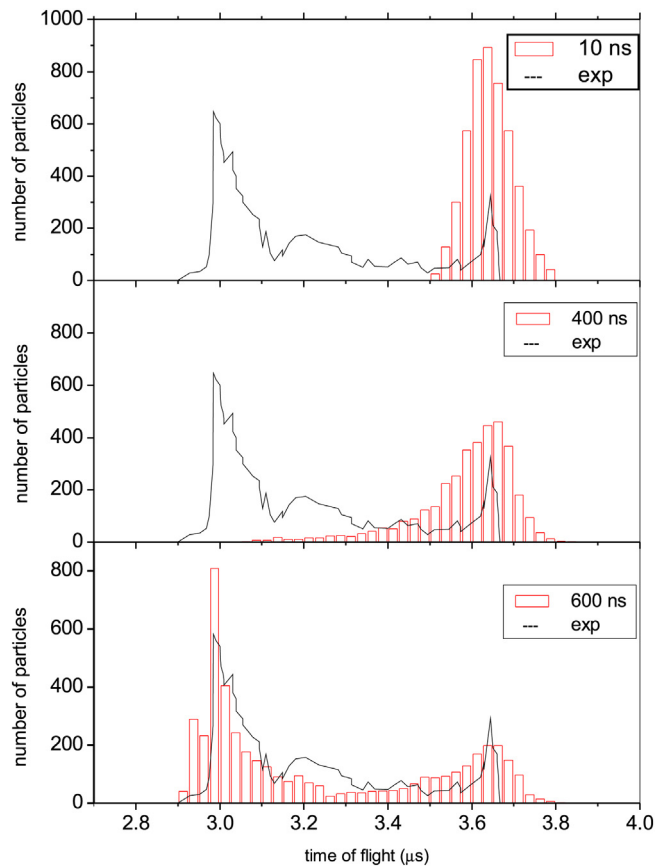 1000
800
600
400
200
0
number of particles
10 ns
--- exp
800
600
400
200
0
number of particles
400 ns
--- exp
800
600
400
200
0
number of particles
600 ns
--- exp
2.8 3.0 3.2 3.4 3.6 3.8 4.0
time of flight (μs)